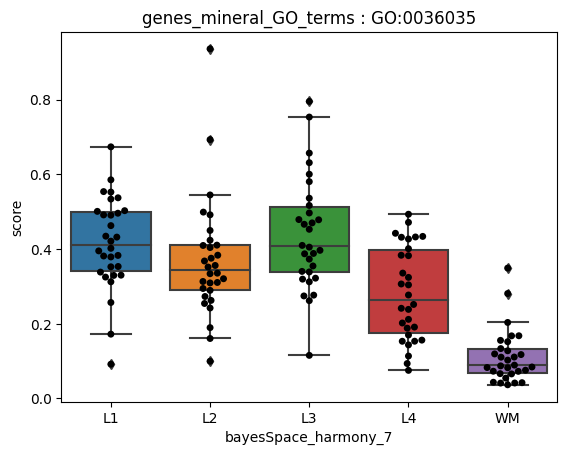 genes_mineral_GO_terms : GO:0036035
0.8
0.6
0.4
0.2
0.0
score
L1 L2 L3 L4 WM
bayesSpace_harmony_7